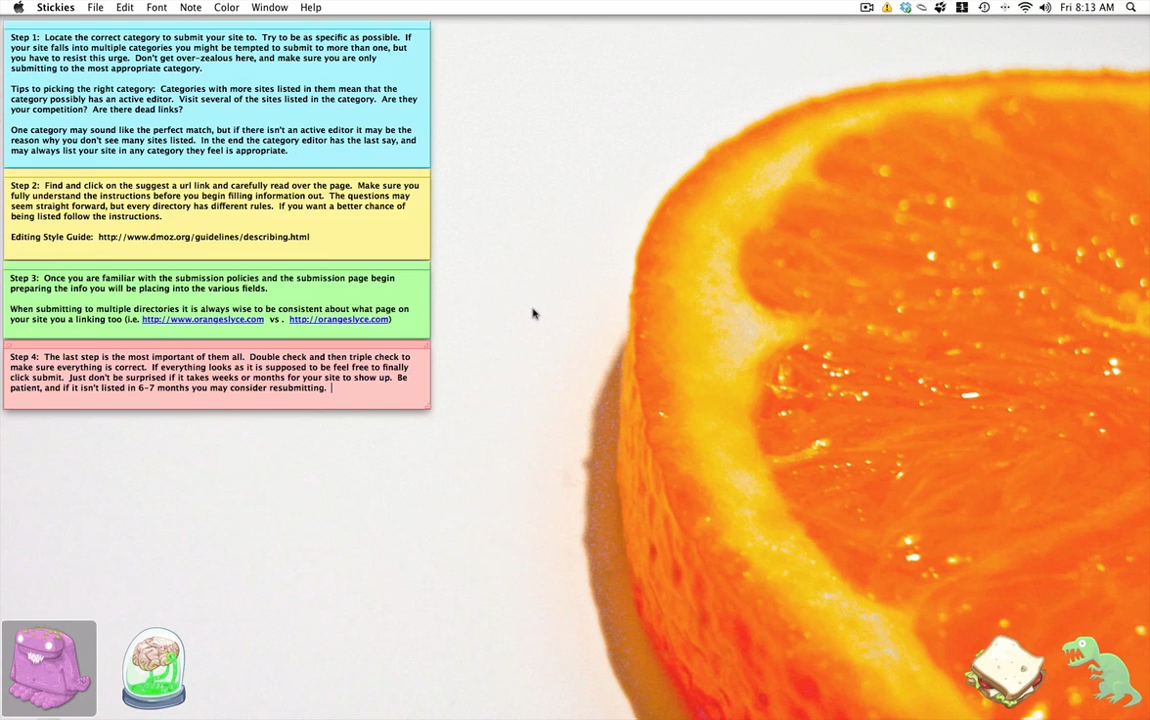 Stickies File Edit Font Note Color Window Help Fri 8:13 AM
Step 1: Locate the correct category to submit your site to. Try to be as specific as possible. If
your site falls into multiple categories you might be tempted to submit to more than one, but
you have to resist this urge. Don't get over-zealous here, and make sure you are only
submitting to the most appropriate category.
Tips to picking the right category: Categories with more sites listed in them mean that the
category possibly has an active editor. Visit several of the sites listed in the category. Are they
your competition? Are there dead links?
One category may sound like the perfect match, but if there isn't an active editor it may be the
reason why you don't see many sites listed. In the end the category editor has the last say, and
may always list your site in any category they feel is appropriate.
Step 2: Find and click on the suggest a url link and carefully read over the page. Make sure you
fully understand the instructions before you begin filling information out. The questions may
seem straight forward, but every directory has different rules. If you want a better chance of
being listed follow the instructions.
Editing Style Guide: http://www.dmoz.org/guidelines/describing.html
Step 3: Once you are familiar with the submission policies and the submission page begin
preparing the info you will be placing into the various fields.
When submitting to multiple directories it is always wise to be consistent about what page on
your site you a linking too (i.e. http://www.orangeslyce.com vs . http://orangeslyce.com)
Step 4: The last step is the most important of them all. Double check and then triple check to
make sure everything is correct. If everything looks as it is supposed to be feel free to finally
click submit. Just don't be surprised if it takes weeks or months for your site to show up. Be
patient, and if it isn't listed in 6-7 months you may consider resubmitting.